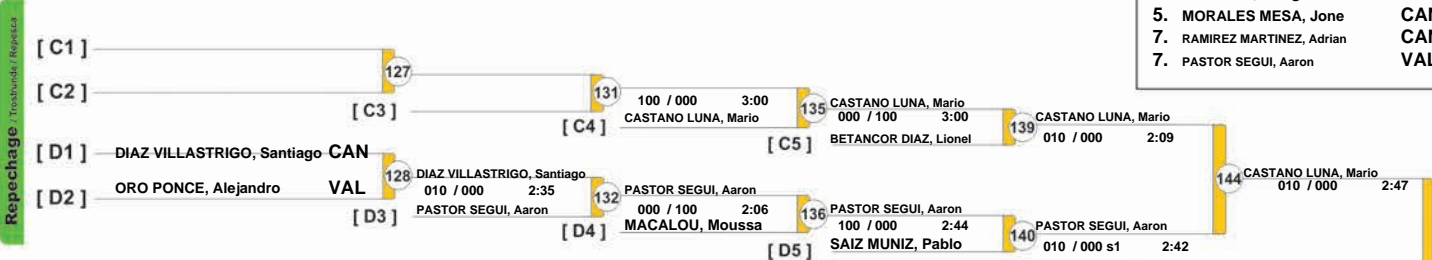 5. MORALES MESA, Jone
7. RAMIREZ MARTINEZ, Adrian
7. PASTOR SEGUI, Aaron
Repechage / Trostrunde / Repesca
[ C1 ]
127
[ C2 ]
[ C3 ]
131
100 / 000 3:00
CASTANO LUNA, Mario
[ C4 ]
135
CASTANO LUNA, Mario
000 / 100 3:00
BETANCOR DIAZ, Lionel
[ C5 ]
139
CASTANO LUNA, Mario
010 / 000 2:09
[ D1 ] DIAZ VILLASTRIGO, Santiago CAN
128
[ D2 ] ORO PONCE, Alejandro VAL
DIAZ VILLASTRIGO, Santiago
010 / 000 2:35
[ D3 ] PASTOR SEGUI, Aaron
132
PASTOR SEGUI, Aaron
000 / 100 2:06
[ D4 ] MACALOU, Moussa
136
PASTOR SEGUI, Aaron
100 / 000 2:44
[ D5 ] SAIZ MUNIZ, Pablo
140
PASTOR SEGUI, Aaron
010 / 000 s1 2:42
144
CASTANO LUNA, Mario
010 / 000 2:47